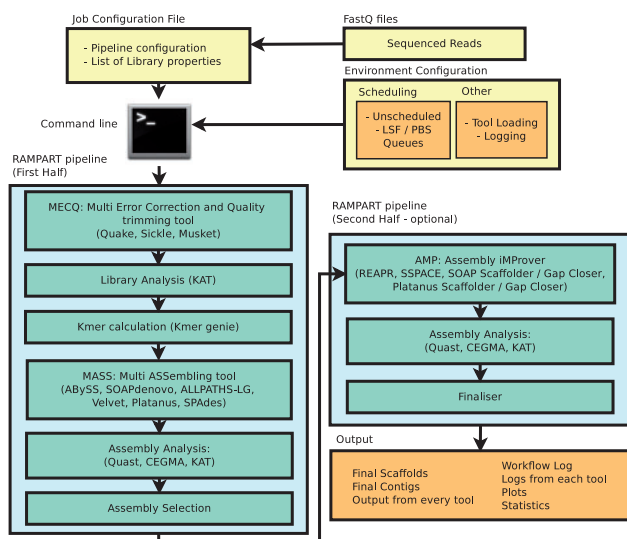 Job Configuration File
- Pipeline configuration
- List of Library properties
FastQ files
Sequenced Reads
Environment Configuration
Scheduling
- Unscheduled
- LSF / PBS
Queues
Other
- Tool Loading
- Logging
Command line
>_
RAMPART pipeline
(First Half)
MECQ: Multi Error Correction and Quality
trimming tool
(Quake, Sickle, Musket)
Library Analysis (KAT)
Kmer calculation (Kmer genie)
MASS: Multi ASSembling tool
(ABySS, SOAPdenovo, ALLPATHS-LG,
Velvet, Platanus, SPAdes)
Assembly Analysis:
(Quast, CEGMA, KAT)
Assembly Selection
RAMPART pipeline
(Second Half - optional)
AMP: Assembly iMProver
(REAPR, SSPACE, SOAP Scaffolder / Gap Closer,
Platanus Scaffolder / Gap Closer)
Assembly Analysis:
(Quast, CEGMA, KAT)
Finaliser
Output
Final Scaffolds
Final Contigs
Output from every tool
Workflow Log
Logs from each tool
Plots
Statistics